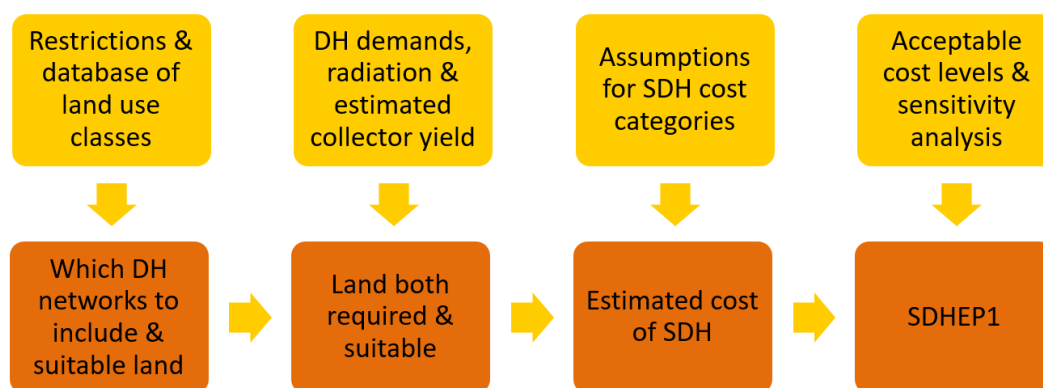 Restrictions &
database of
land use
classes
DH demands,
radiation &
estimated
collector yield
Assumptions
for SDH cost
categories
Acceptable
cost levels &
sensitivity
analysis
Which DH
networks to
include &
suitable land
Land both
required &
suitable
Estimated cost
of SDH
SDHEP1